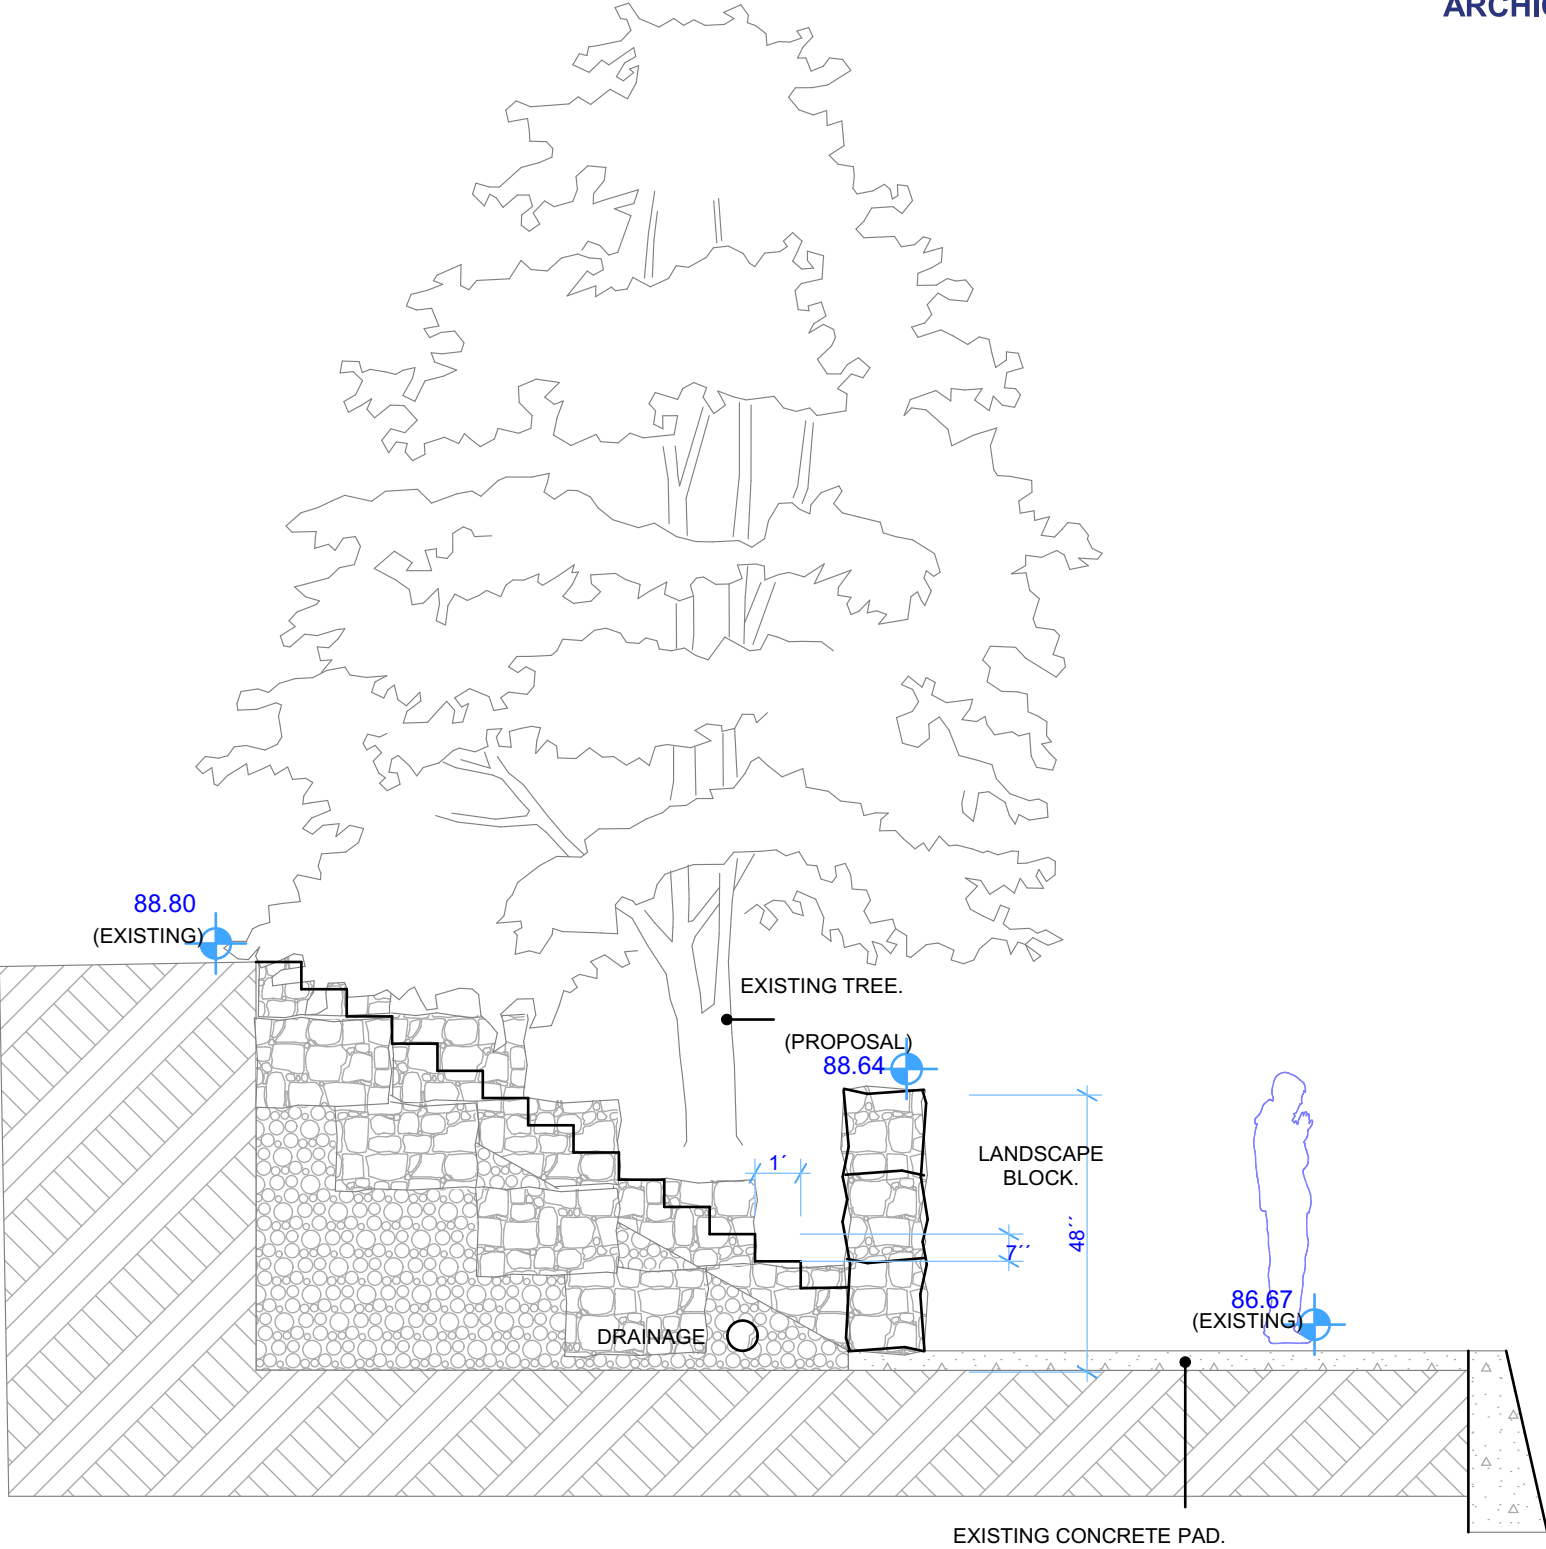 88.80
(EXISTING)
EXISTING TREE.
(PROPOSAL)
88.64
1´
LANDSCAPE
BLOCK.
7´´
48´´
86.67
(EXISTING)
DRAINAGE
EXISTING CONCRETE PAD.